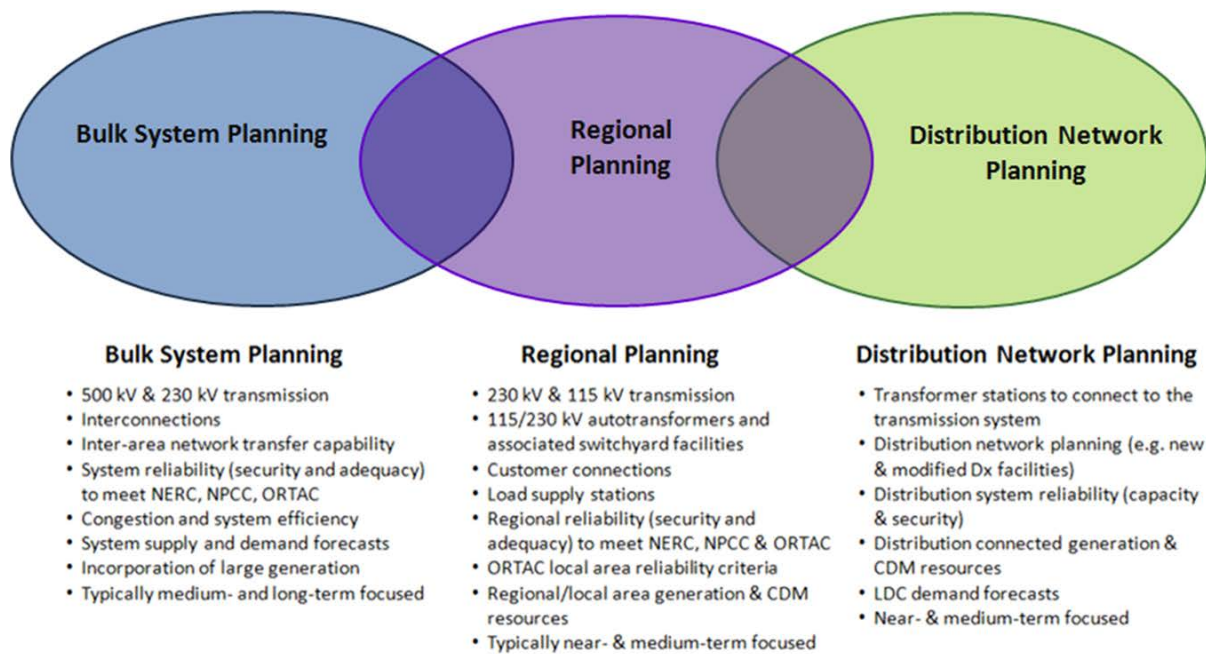 Bulk System Planning
Regional
Planning
Distribution Network
Planning
Bulk System Planning
• 500 kV & 230 kV transmission
• Interconnections
• Inter-area network transfer capability
• System reliability (security and adequacy)
to meet NERC, NPCC, ORTAC
• Congestion and system efficiency
• System supply and demand forecasts
• Incorporation of large generation
• Typically medium- and long-term focused
Regional Planning
• 230 kV & 115 kV transmission
• 115/230 kV autotransformers and
associated switchyard facilities
• Customer connections
• Load supply stations
• Regional reliability (security and
adequacy) to meet NERC, NPCC & ORTAC
• ORTAC local area reliability criteria
• Regional/local area generation & CDM
resources
• Typically near- & medium-term focused
Distribution Network Planning
• Transformer stations to connect to the
transmission system
• Distribution network planning (e.g. new
& modified Dx facilities)
• Distribution system reliability (capacity
& security)
• Distribution connected generation &
CDM resources
• LDC demand forecasts
• Near- & medium-term focused